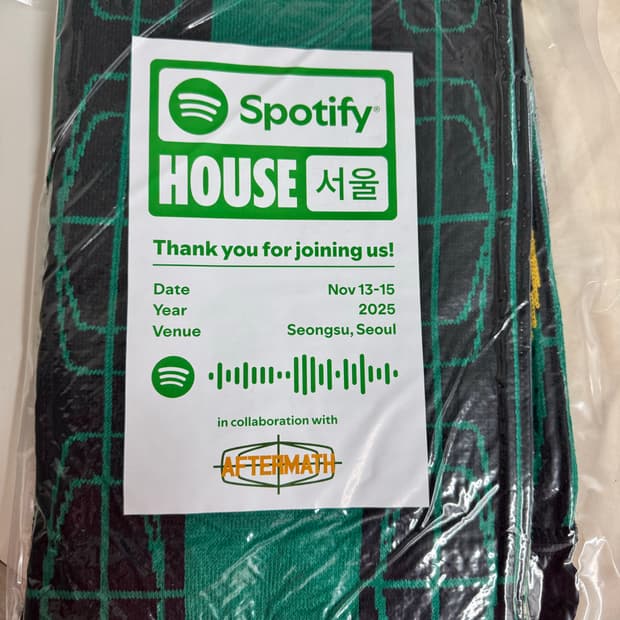 Spotify®
HOUSE 서울
Thank you for joining us!
Date Nov 13-15
Year 2025
Venue Seongsu, Seoul
in collaboration with
AFTERMATH